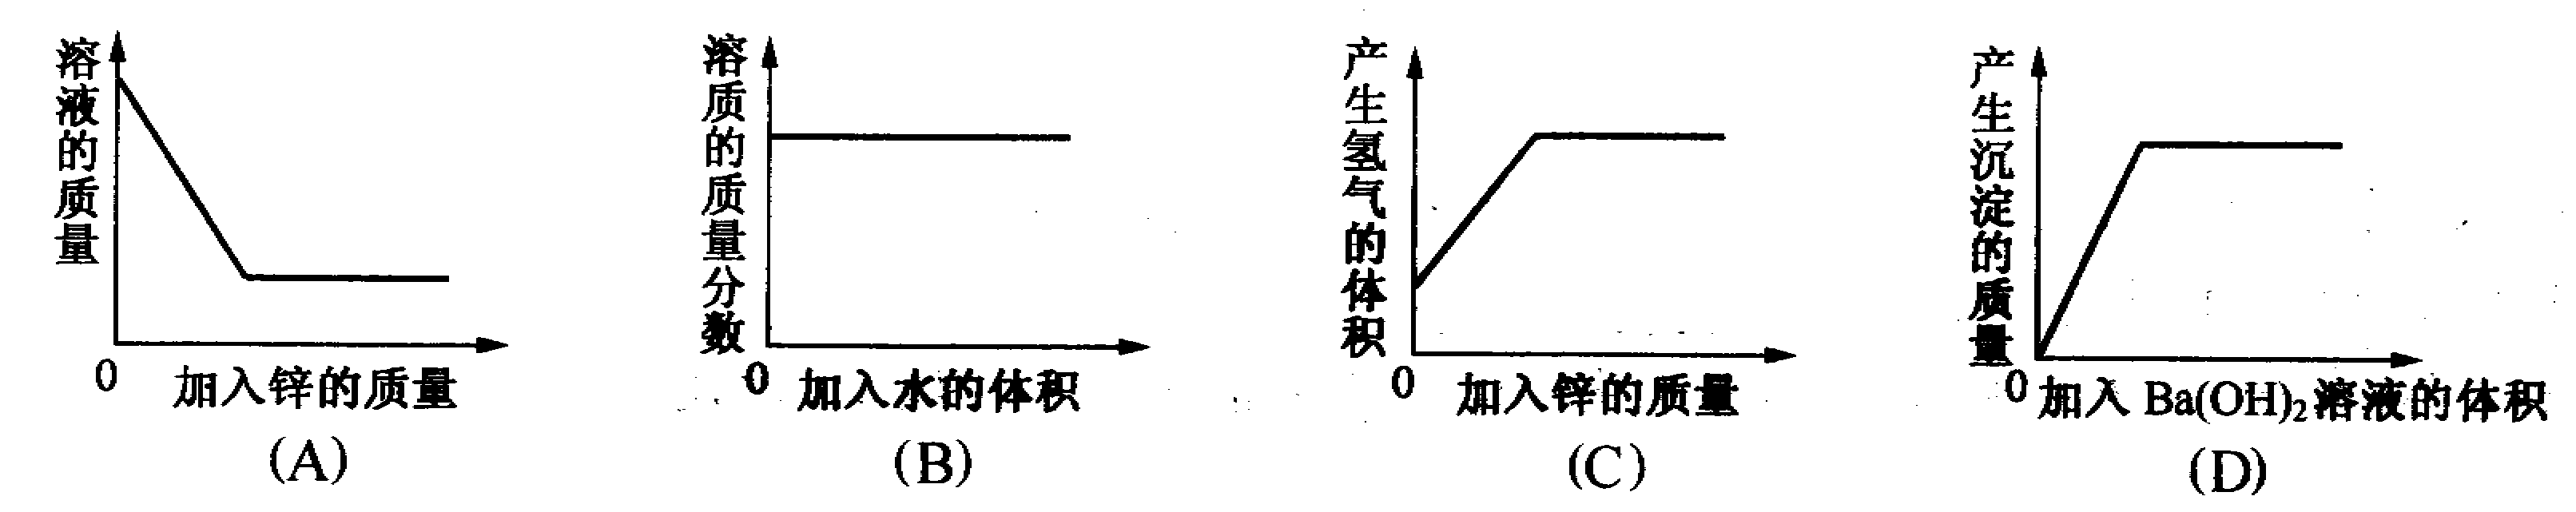 溶液的质量
0
加入锌的质量
(A)
溶质的质量分数
0
加入水的体积
(B)
产生氢气的体积
0
加入锌的质量
(C)
产生沉淀的质量
0
加入 Ba(OH)₂ 溶液的体积
(D)